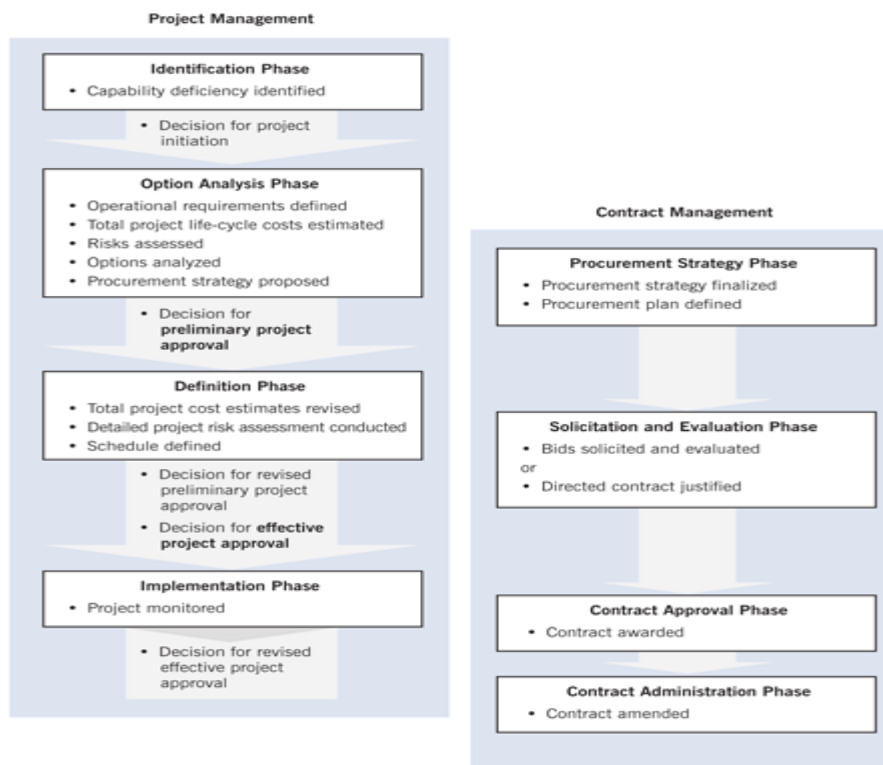 Project Management
Identification Phase
• Capability deficiency identified
• Decision for project
initiation
Option Analysis Phase
• Operational requirements defined
• Total project life-cycle costs estimated
• Risks assessed
• Options analyzed
• Procurement strategy proposed
• Decision for
preliminary project
approval
Definition Phase
• Total project cost estimates revised
• Detailed project risk assessment conducted
• Schedule defined
• Decision for revised
preliminary project
approval
• Decision for effective
project approval
Implementation Phase
• Project monitored
• Decision for revised
effective project
approval
Contract Management
Procurement Strategy Phase
• Procurement strategy finalized
• Procurement plan defined
Solicitation and Evaluation Phase
• Bids solicited and evaluated
or
• Directed contract justified
Contract Approval Phase
• Contract awarded
Contract Administration Phase
• Contract amended